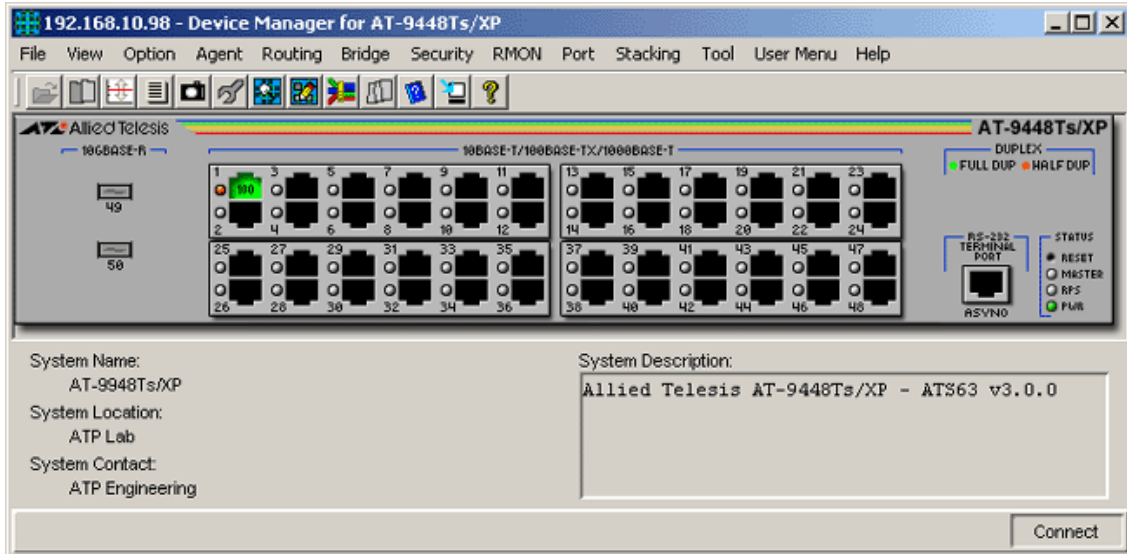 192.168.10.98 - Device Manager for AT-9448Ts/XP
File View Option Agent Routing Bridge Security RMON Port Stacking Tool User Menu Help
Allied Telesis
AT-9448Ts/XP
10GBASE-R
10BASE-T/100BASE-TX/1000BASE-T
DUPLEX
FULL DUP HALF DUP
1 3 5 7 9 11 13 15 17 19 21 23
100
49
2 4 6 8 10 12 14 16 18 20 22 24
25 27 29 31 33 35 37 39 41 43 45 47
50
26 28 30 32 34 36 38 40 42 44 46 48
RS-232
TERMINAL
PORT
ASYN0
STATUS
RESET
MASTER
RPS
PWR
System Name:
AT-9948Ts/XP
System Location:
ATP Lab
System Contact:
ATP Engineering
System Description:
Allied Telesis AT-9448Ts/XP - ATS63 v3.0.0
Connect